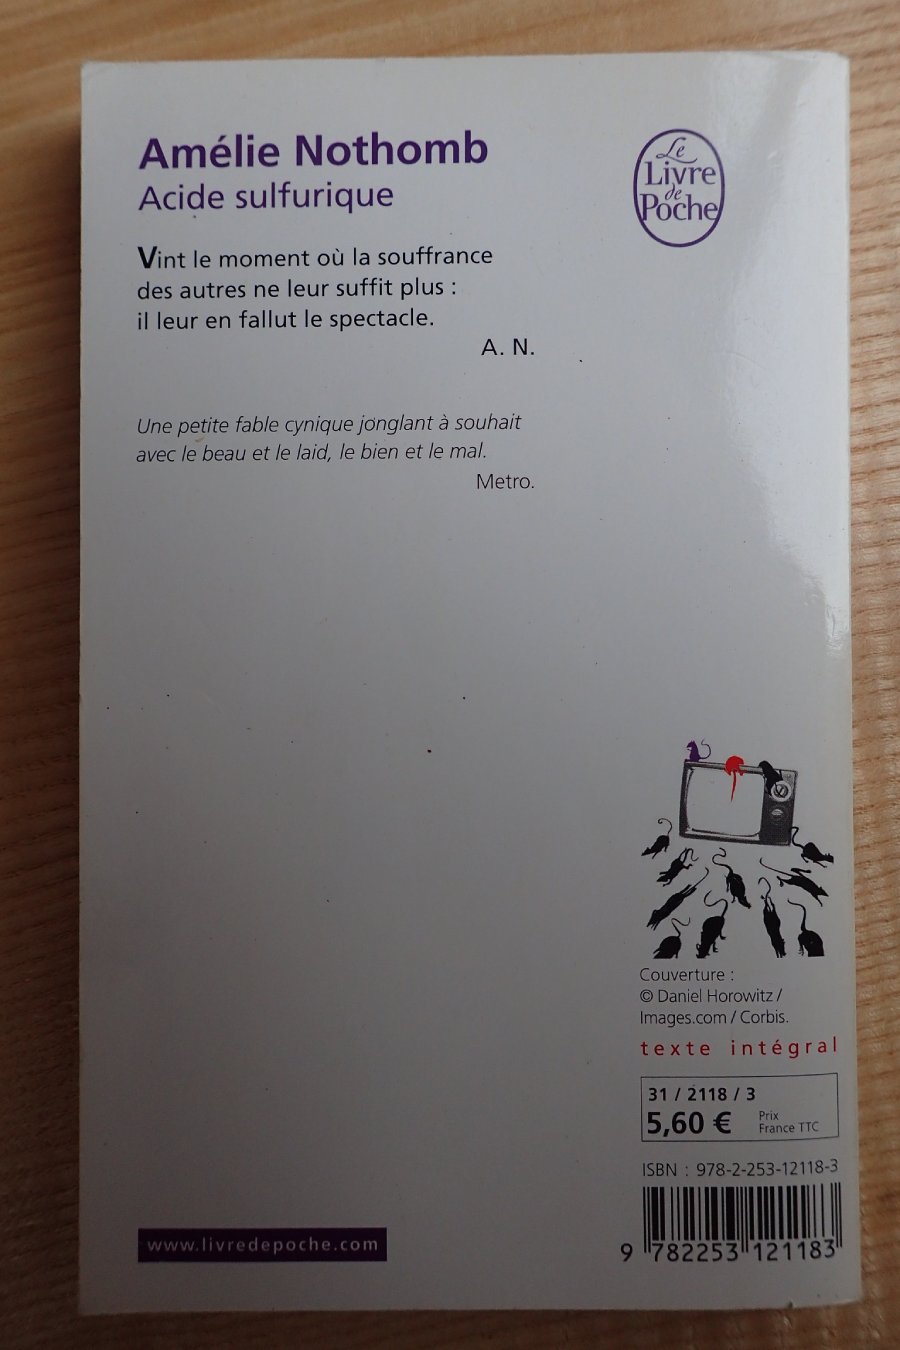 Amélie Nothomb
Acide sulfurique
Le
Livre
de
Poche
Vint le moment où la souffrance
des autres ne leur suffit plus :
il leur en fallut le spectacle.
A. N.
Une petite fable cynique jonglant à souhait
avec le beau et le laid, le bien et le mal.
Metro.
Couverture :
© Daniel Horowitz /
Images.com / Corbis.
texte intégral
31 / 2118 / 3
5,60 € Prix
France TTC
ISBN : 978-2-253-12118-3
9 782253 121183
www.livredepoche.com